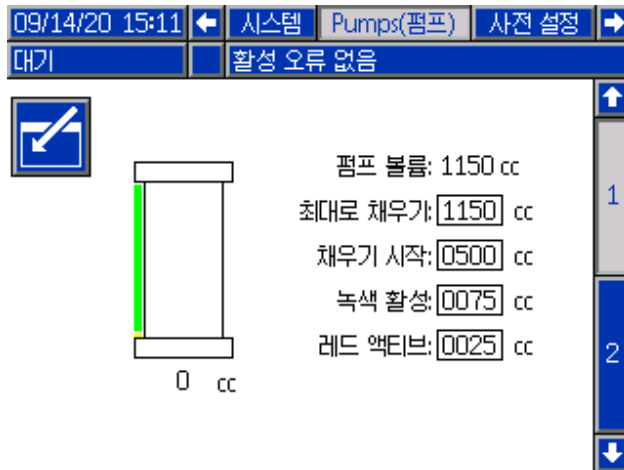 09/14/20 15:11 시스템 Pumps(펌프) 사전 설정
대기 활성 오류 없음
펌프 볼륨: 1150 cc
최대로 채우기: 1150 cc
채우기 시작: 0500 cc
녹색 활성: 0075 cc
레드 액티브: 0025 cc
0 cc
1
2